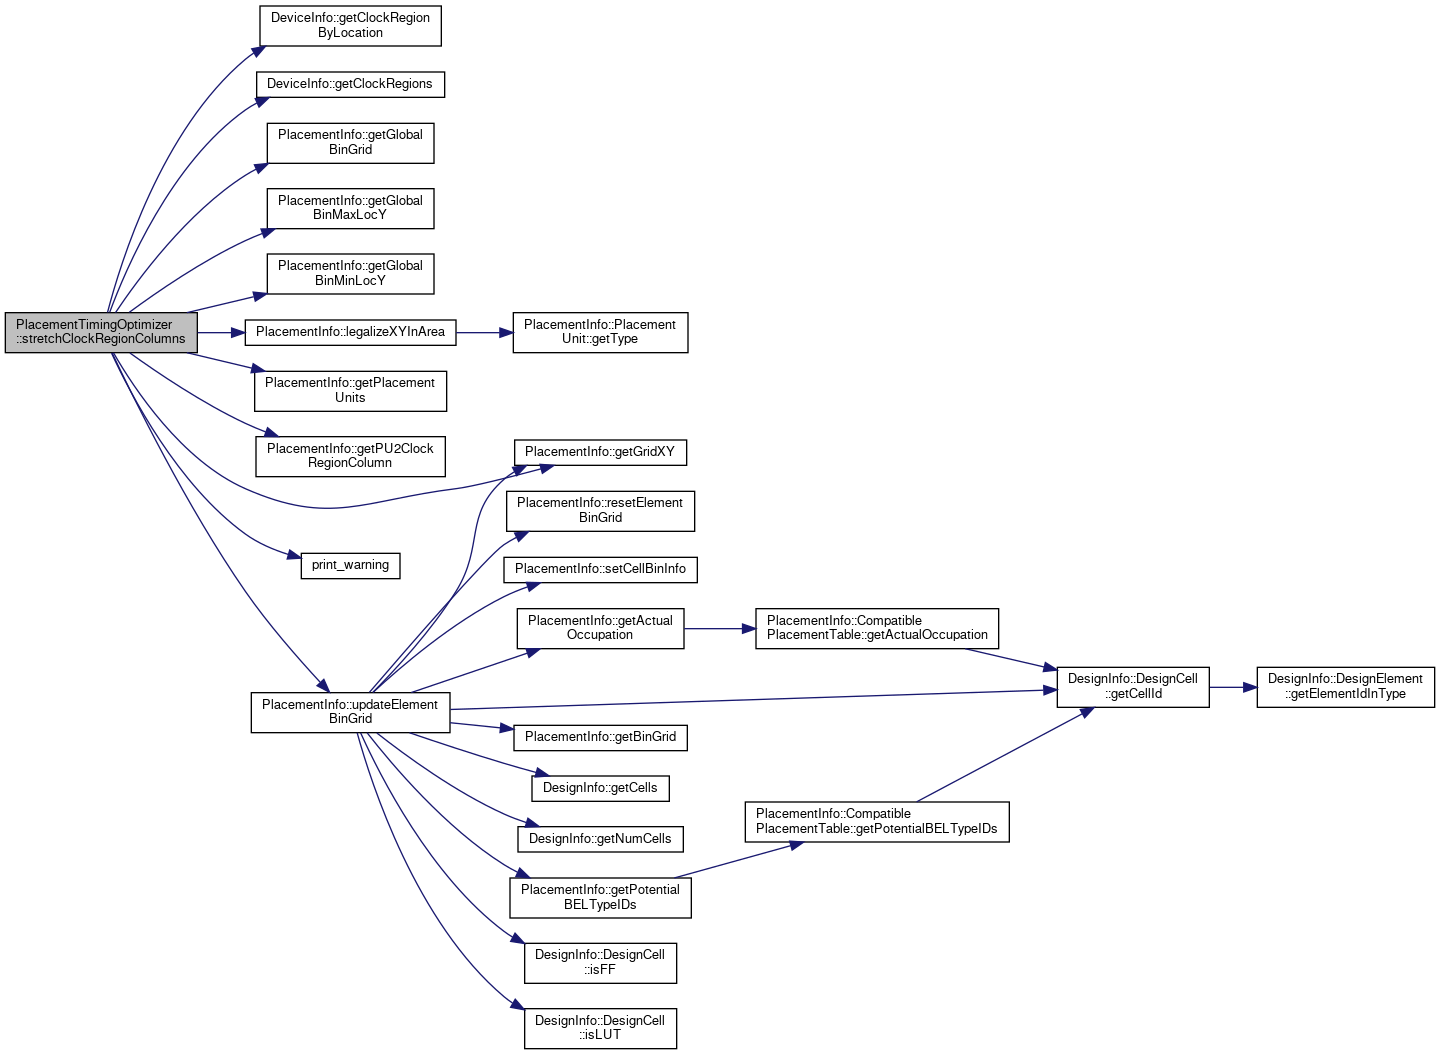 DeviceInfo::getClockRegion
ByLocation
DeviceInfo::getClockRegions
PlacementInfo::getGlobal
BinGrid
PlacementInfo::getGlobal
BinMaxLocY
PlacementInfo::getGlobal
BinMinLocY
PlacementTimingOptimizer
::stretchClockRegionColumns
PlacementInfo::legalizeXYInArea
PlacementInfo::Placement
Unit::getType
PlacementInfo::getPlacement
Units
PlacementInfo::getPU2Clock
RegionColumn
PlacementInfo::getGridXY
PlacementInfo::resetElement
BinGrid
print_warning
PlacementInfo::setCellBinInfo
PlacementInfo::getActual
Occupation
PlacementInfo::Compatible
PlacementTable::getActualOccupation
DesignInfo::DesignCell
::getCellId
DesignInfo::DesignElement
::getElementIdInType
PlacementInfo::updateElement
BinGrid
PlacementInfo::getBinGrid
DesignInfo::getCells
DesignInfo::getNumCells
PlacementInfo::Compatible
PlacementTable::getPotentialBELTypeIDs
PlacementInfo::getPotential
BELTypeIDs
DesignInfo::DesignCell
::isFF
DesignInfo::DesignCell
::isLUT